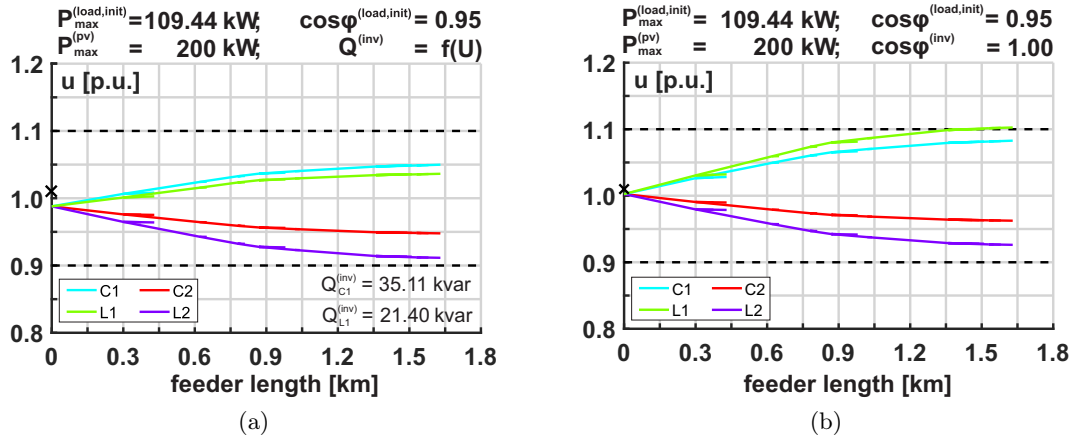 P_max^(load,init) = 109.44 kW; cosφ^(load,init) = 0.95
P_max^(pv) = 200 kW; Q^(inv) = f(U)
1.2
u [p.u.]
1.1
1.0
0.9
0.8
C1 C2
L1 L2
Q_C1^(inv) = 35.11 kvar
Q_L1^(inv) = 21.40 kvar
0 0.3 0.6 0.9 1.2 1.5 1.8
feeder length [km]
(a)
P_max^(load,init) = 109.44 kW; cosφ^(load,init) = 0.95
P_max^(pv) = 200 kW; cosφ^(inv) = 1.00
1.2
u [p.u.]
1.1
1.0
0.9
0.8
C1 C2
L1 L2
0 0.3 0.6 0.9 1.2 1.5 1.8
feeder length [km]
(b)